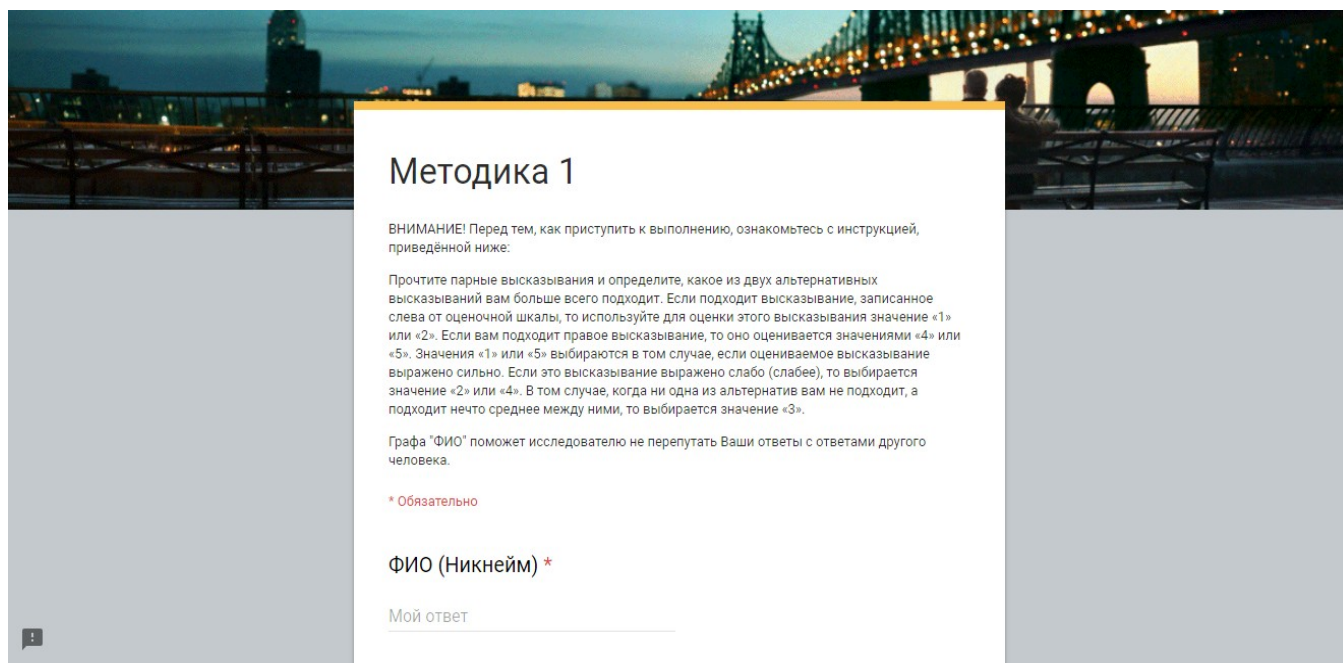 Методика 1
ВНИМАНИЕ! Перед тем, как приступить к выполнению, ознакомьтесь с инструкцией,
приведённой ниже:
Прочтите парные высказывания и определите, какое из двух альтернативных
высказываний вам больше всего подходит. Если подходит высказывание, записанное
слева от оценочной шкалы, то используйте для оценки этого высказывания значение «1»
или «2». Если вам подходит правое высказывание, то оно оценивается значениями «4» или
«5». Значения «1» или «5» выбираются в том случае, если оцениваемое высказывание
выражено сильно. Если это высказывание выражено слабо (слабее), то выбирается
значение «2» или «4». В том случае, когда ни одна из альтернатив вам не подходит, а
подходит нечто среднее между ними, то выбирается значение «3».
Графа "ФИО" поможет исследователю не перепутать Ваши ответы с ответами другого
человека.
* Обязательно
ФИО (Никнейм) *
Мой ответ